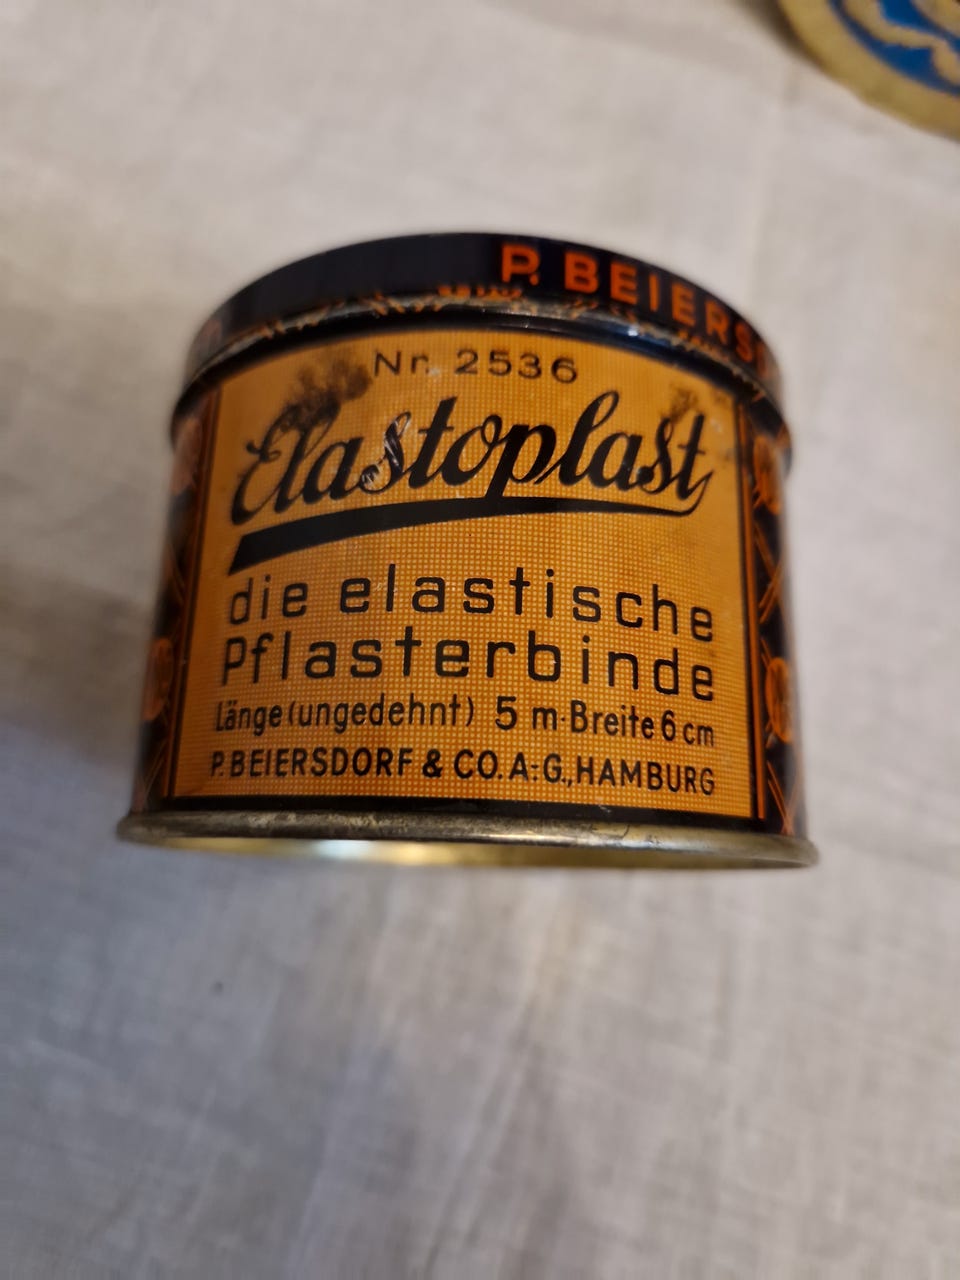 P. BEIERS
Nr. 2536
Elastoplast
die elastische
Pflasterbinde
Länge (ungedehnt) 5 m·Breite 6 cm
P. BEIERSDORF & CO. A.-G., HAMBURG